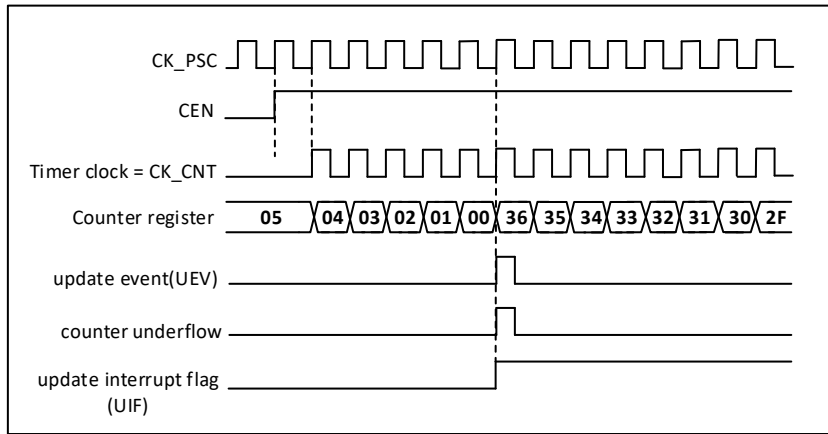 CK_PSC
CEN
Timer clock = CK_CNT
Counter register 05 04 03 02 01 00 36 35 34 33 32 31 30 2F
update event(UEV)
counter underflow
update interrupt flag
(UIF)